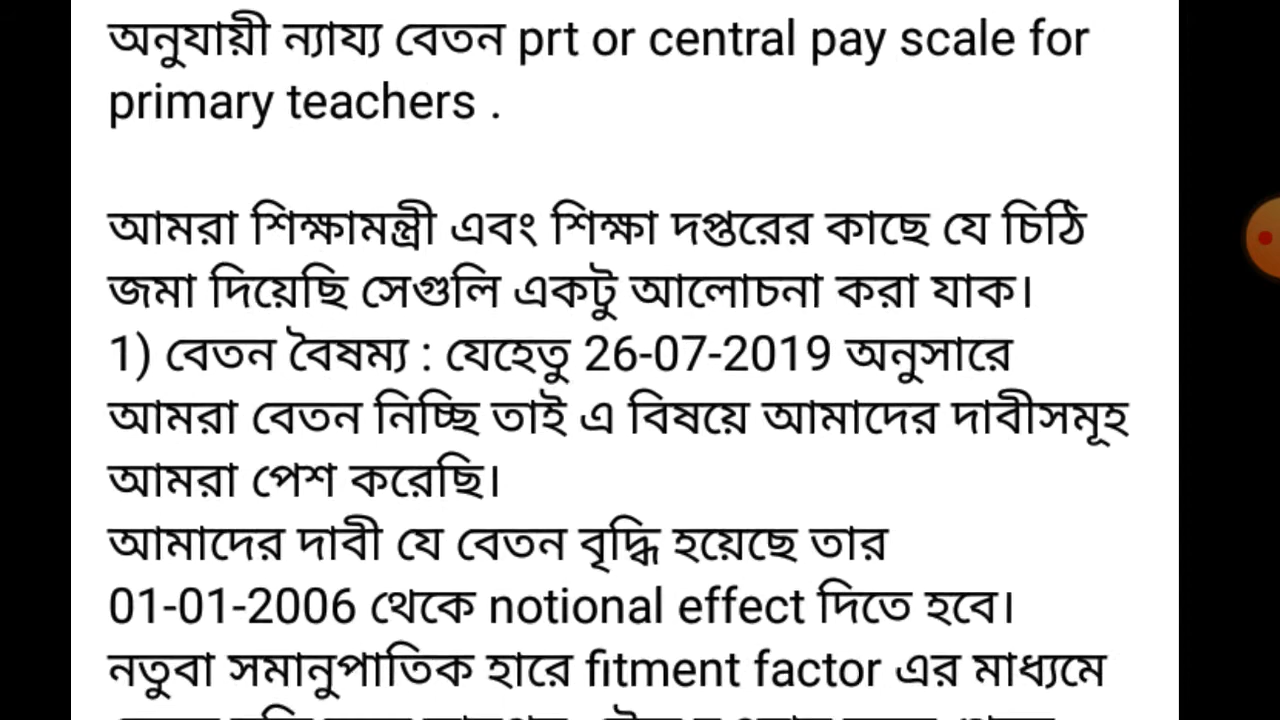 অনুযায়ী ন্যায্য বেতন prt or central pay scale for
primary teachers .
আমরা শিক্ষামন্ত্রী এবং শিক্ষা দপ্তরের কাছে যে চিঠি
জমা দিয়েছি সেগুলি একটু আলোচনা করা যাক।
1) বেতন বৈষম্য : যেহেতু 26-07-2019 অনুসারে
আমরা বেতন নিচ্ছি তাই এ বিষয়ে আমাদের দাবীসমূহ
আমরা পেশ করেছি।
আমাদের দাবী যে বেতন বৃদ্ধি হয়েছে তার
01-01-2006 থেকে notional effect দিতে হবে।
নতুবা সমানুপাতিক হারে fitment factor এর মাধ্যমে